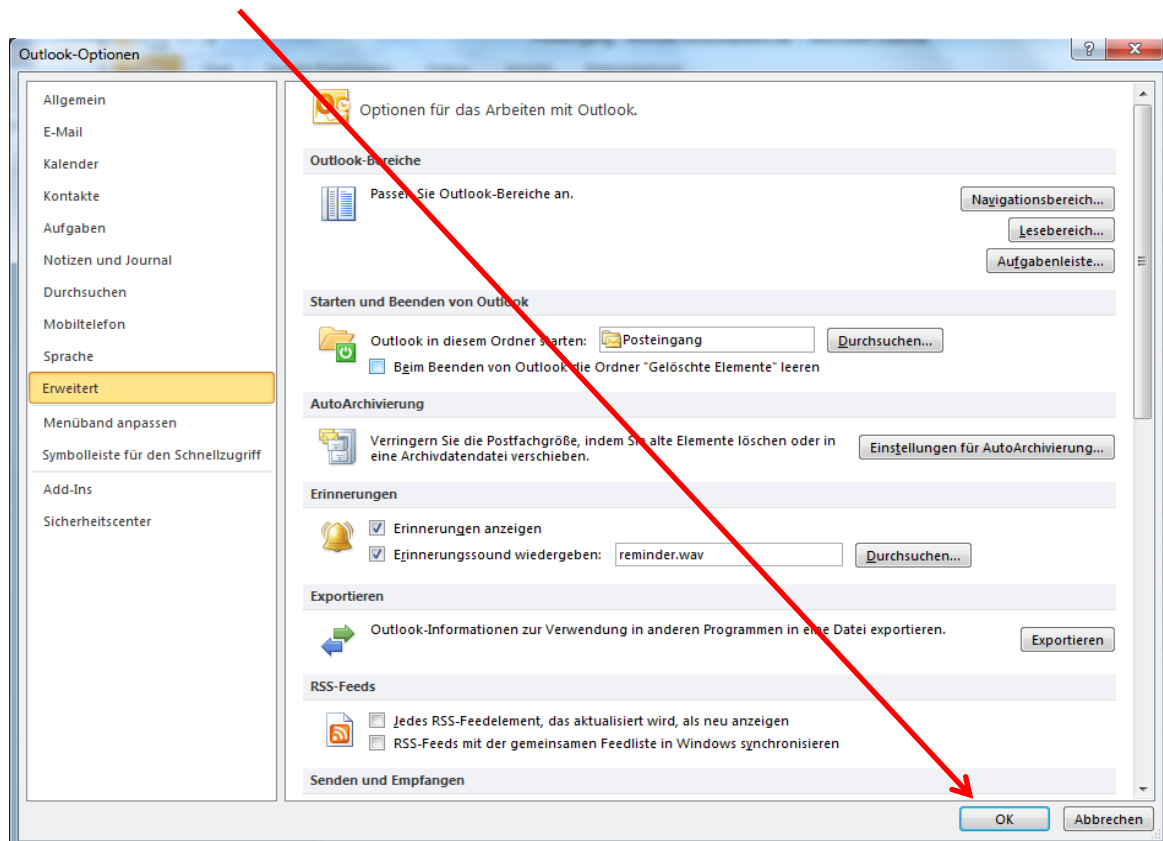 Outlook-Optionen
Allgemein
E-Mail
Kalender
Kontakte
Aufgaben
Notizen und Journal
Durchsuchen
Mobiltelefon
Sprache
Erweitert
Menüband anpassen
Symbolleiste für den Schnellzugriff
Add-Ins
Sicherheitscenter
Optionen für das Arbeiten mit Outlook.
Outlook-Bereiche
Passen Sie Outlook-Bereiche an.
Navigationsbereich...
Lesebereich...
Aufgabenleiste...
Starten und Beenden von Outlook
Outlook in diesem Ordner starten: Posteingang Durchsuchen...
Beim Beenden von Outlook die Ordner "Gelöschte Elemente" leeren
AutoArchivierung
Verringern Sie die Postfachgröße, indem Sie alte Elemente löschen oder in
eine Archivdatendatei verschieben.
Einstellungen für AutoArchivierung...
Erinnerungen
Erinnerungen anzeigen
Erinnerungssound wiedergeben: reminder.wav Durchsuchen...
Exportieren
Outlook-Informationen zur Verwendung in anderen Programmen in eine Datei exportieren.
Exportieren
RSS-Feeds
Jedes RSS-Feedelement, das aktualisiert wird, als neu anzeigen
RSS-Feeds mit der gemeinsamen Feedliste in Windows synchronisieren
Senden und Empfangen
OK Abbrechen